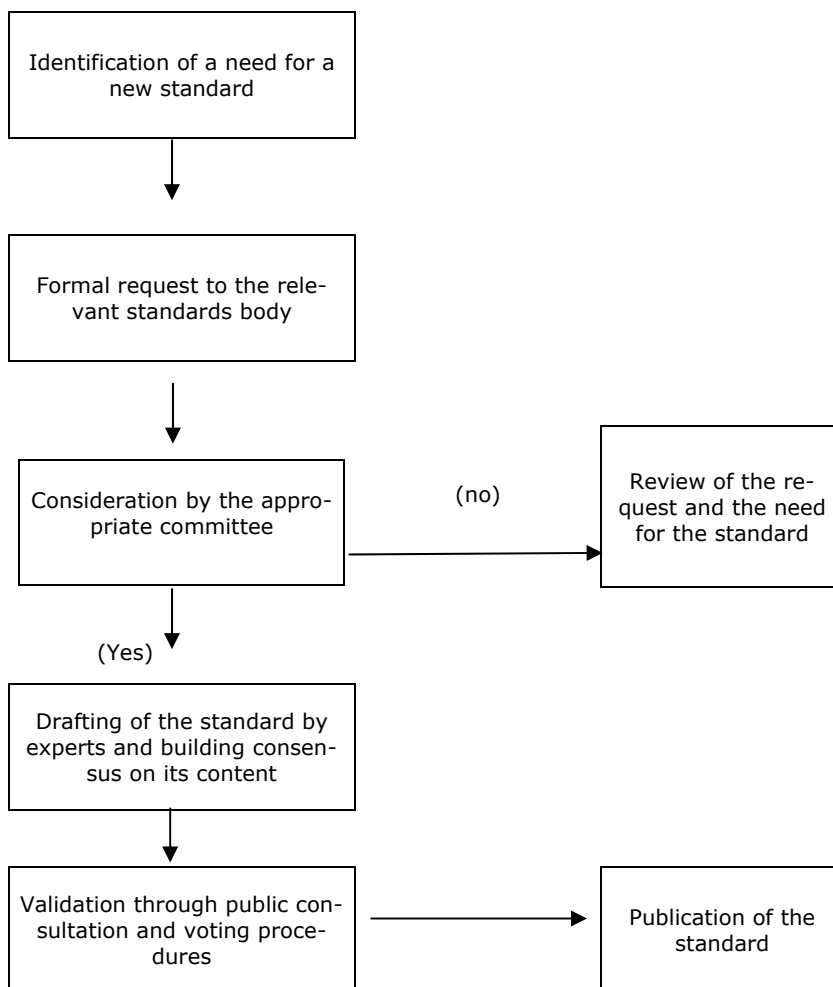 Identification of a need for a
new standard
Formal request to the rele-
vant standards body
Consideration by the appro-
priate committee
(no)
Review of the re-
quest and the need
for the standard
(Yes)
Drafting of the standard by
experts and building consen-
sus on its content
Validation through public con-
sultation and voting proce-
dures
Publication of the
standard